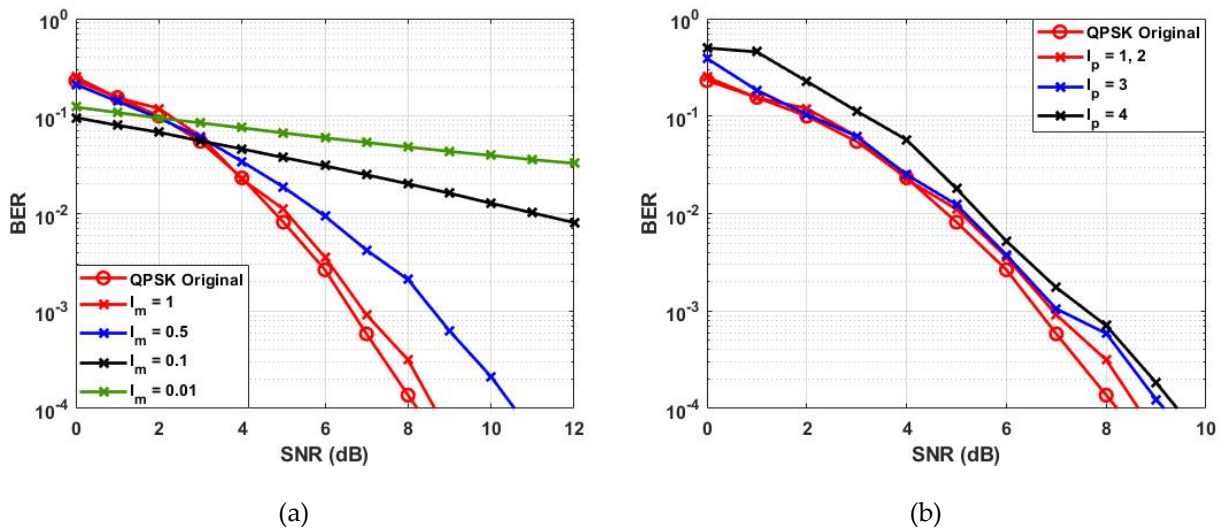 10^0
10^-1
10^-2
10^-3
10^-4
BER
0 2 4 6 8 10 12
SNR (dB)
QPSK Original
I_m = 1
I_m = 0.5
I_m = 0.1
I_m = 0.01
(a)
10^0
10^-1
10^-2
10^-3
10^-4
BER
0 2 4 6 8 10
SNR (dB)
QPSK Original
I_p = 1, 2
I_p = 3
I_p = 4
(b)